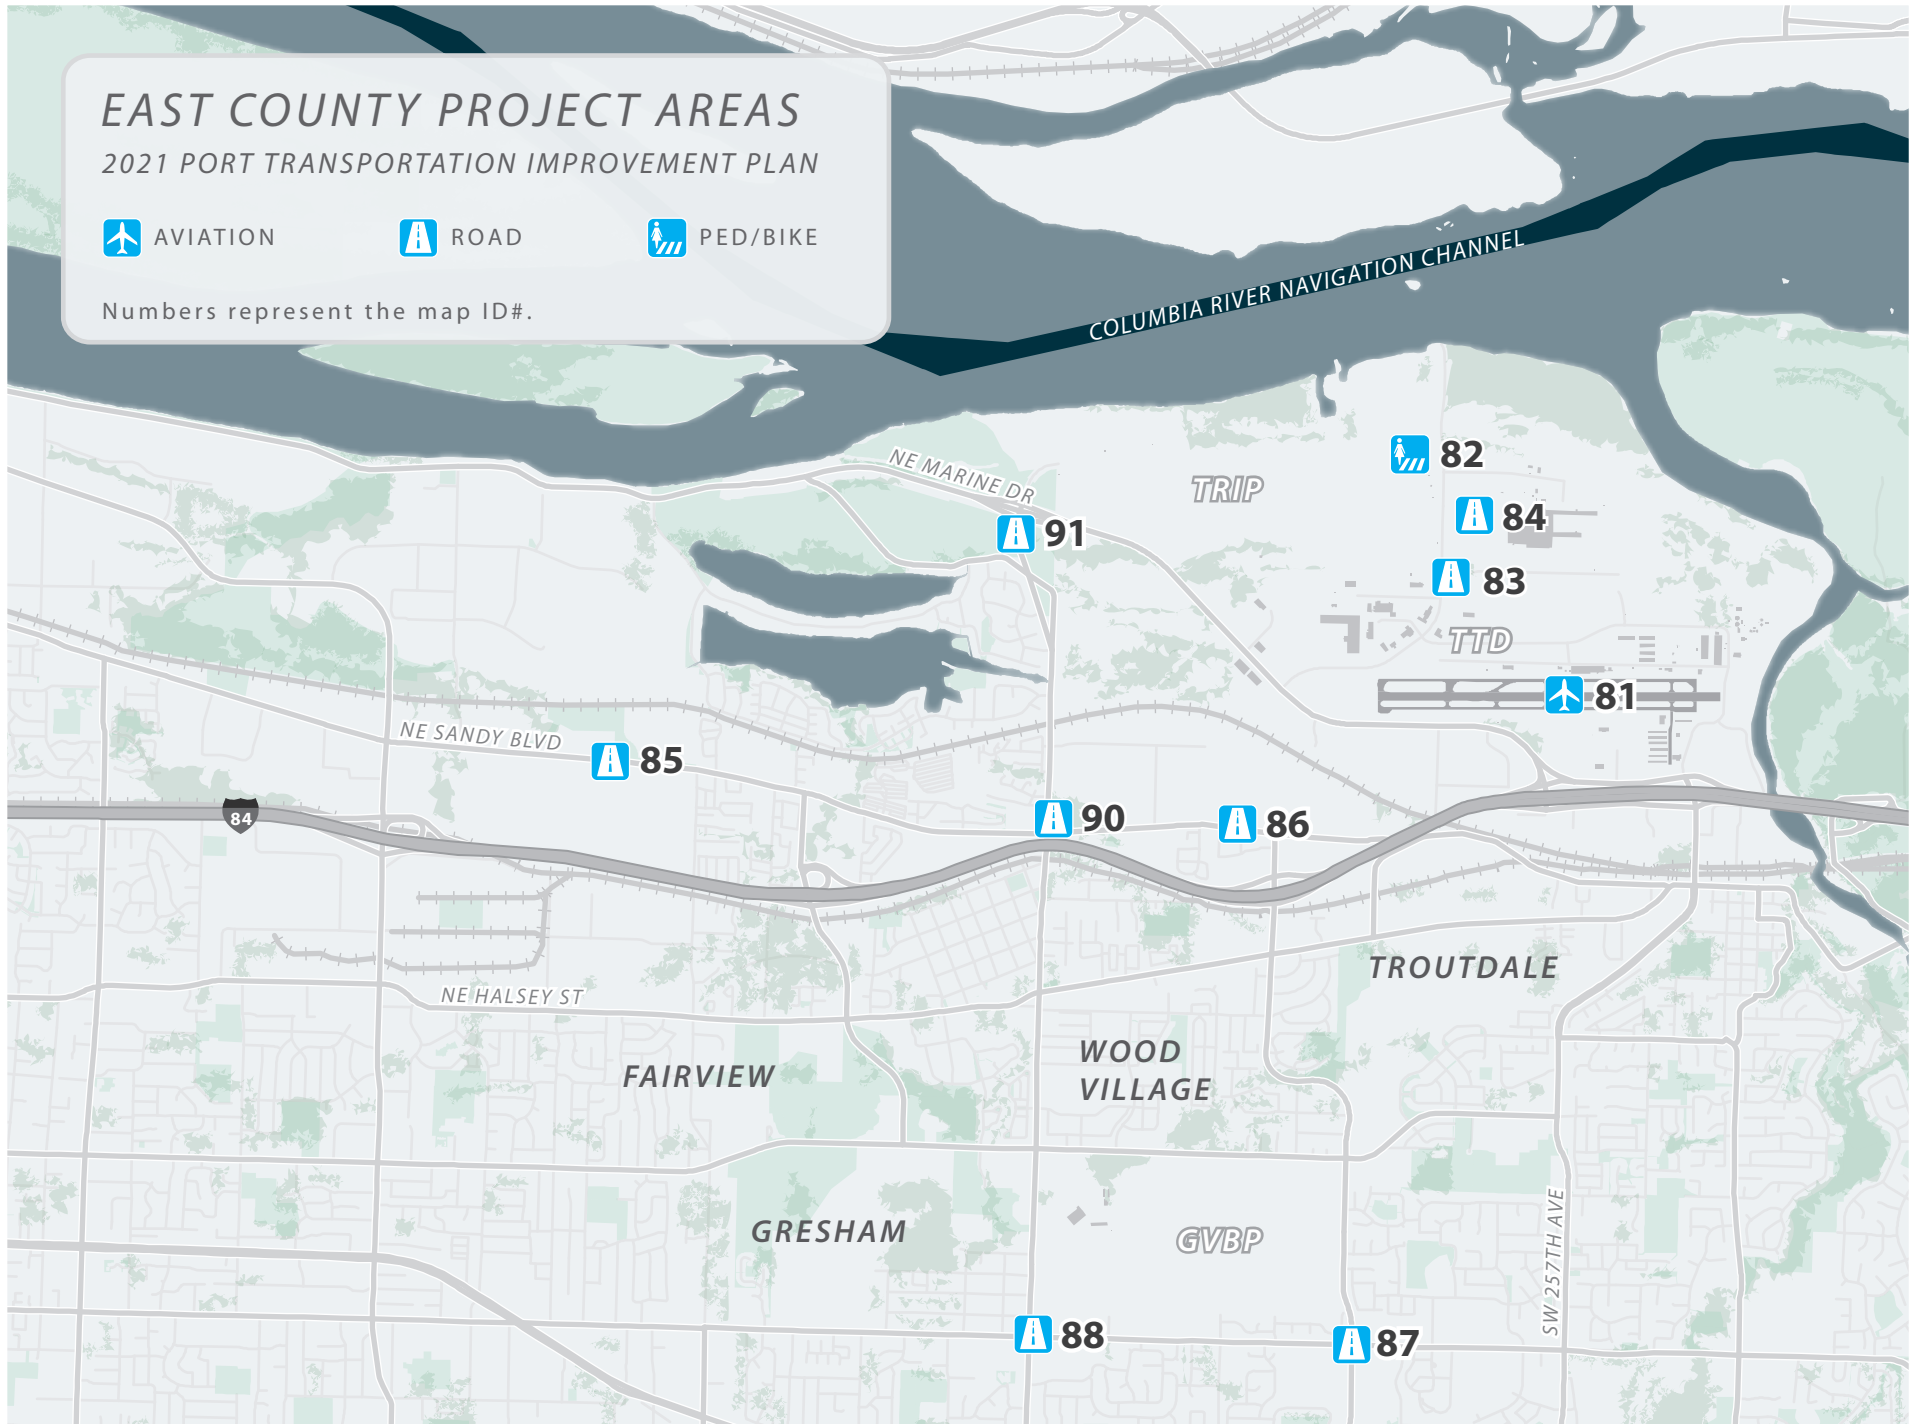 EAST COUNTY PROJECT AREAS
2021 PORT TRANSPORTATION IMPROVEMENT PLAN
AVIATION
ROAD
PED/BIKE
Numbers represent the map ID#.
COLUMBIA RIVER NAVIGATION CHANNEL
NE MARINE DR
TRIP
82
84
91
83
TTD
81
NE SANDY BLVD
85
84
90
86
TROUTDALE
NE HALSEY ST
FAIRVIEW
WOOD
VILLAGE
GRESHAM
GVBP
SW 257TH AVE
88
87